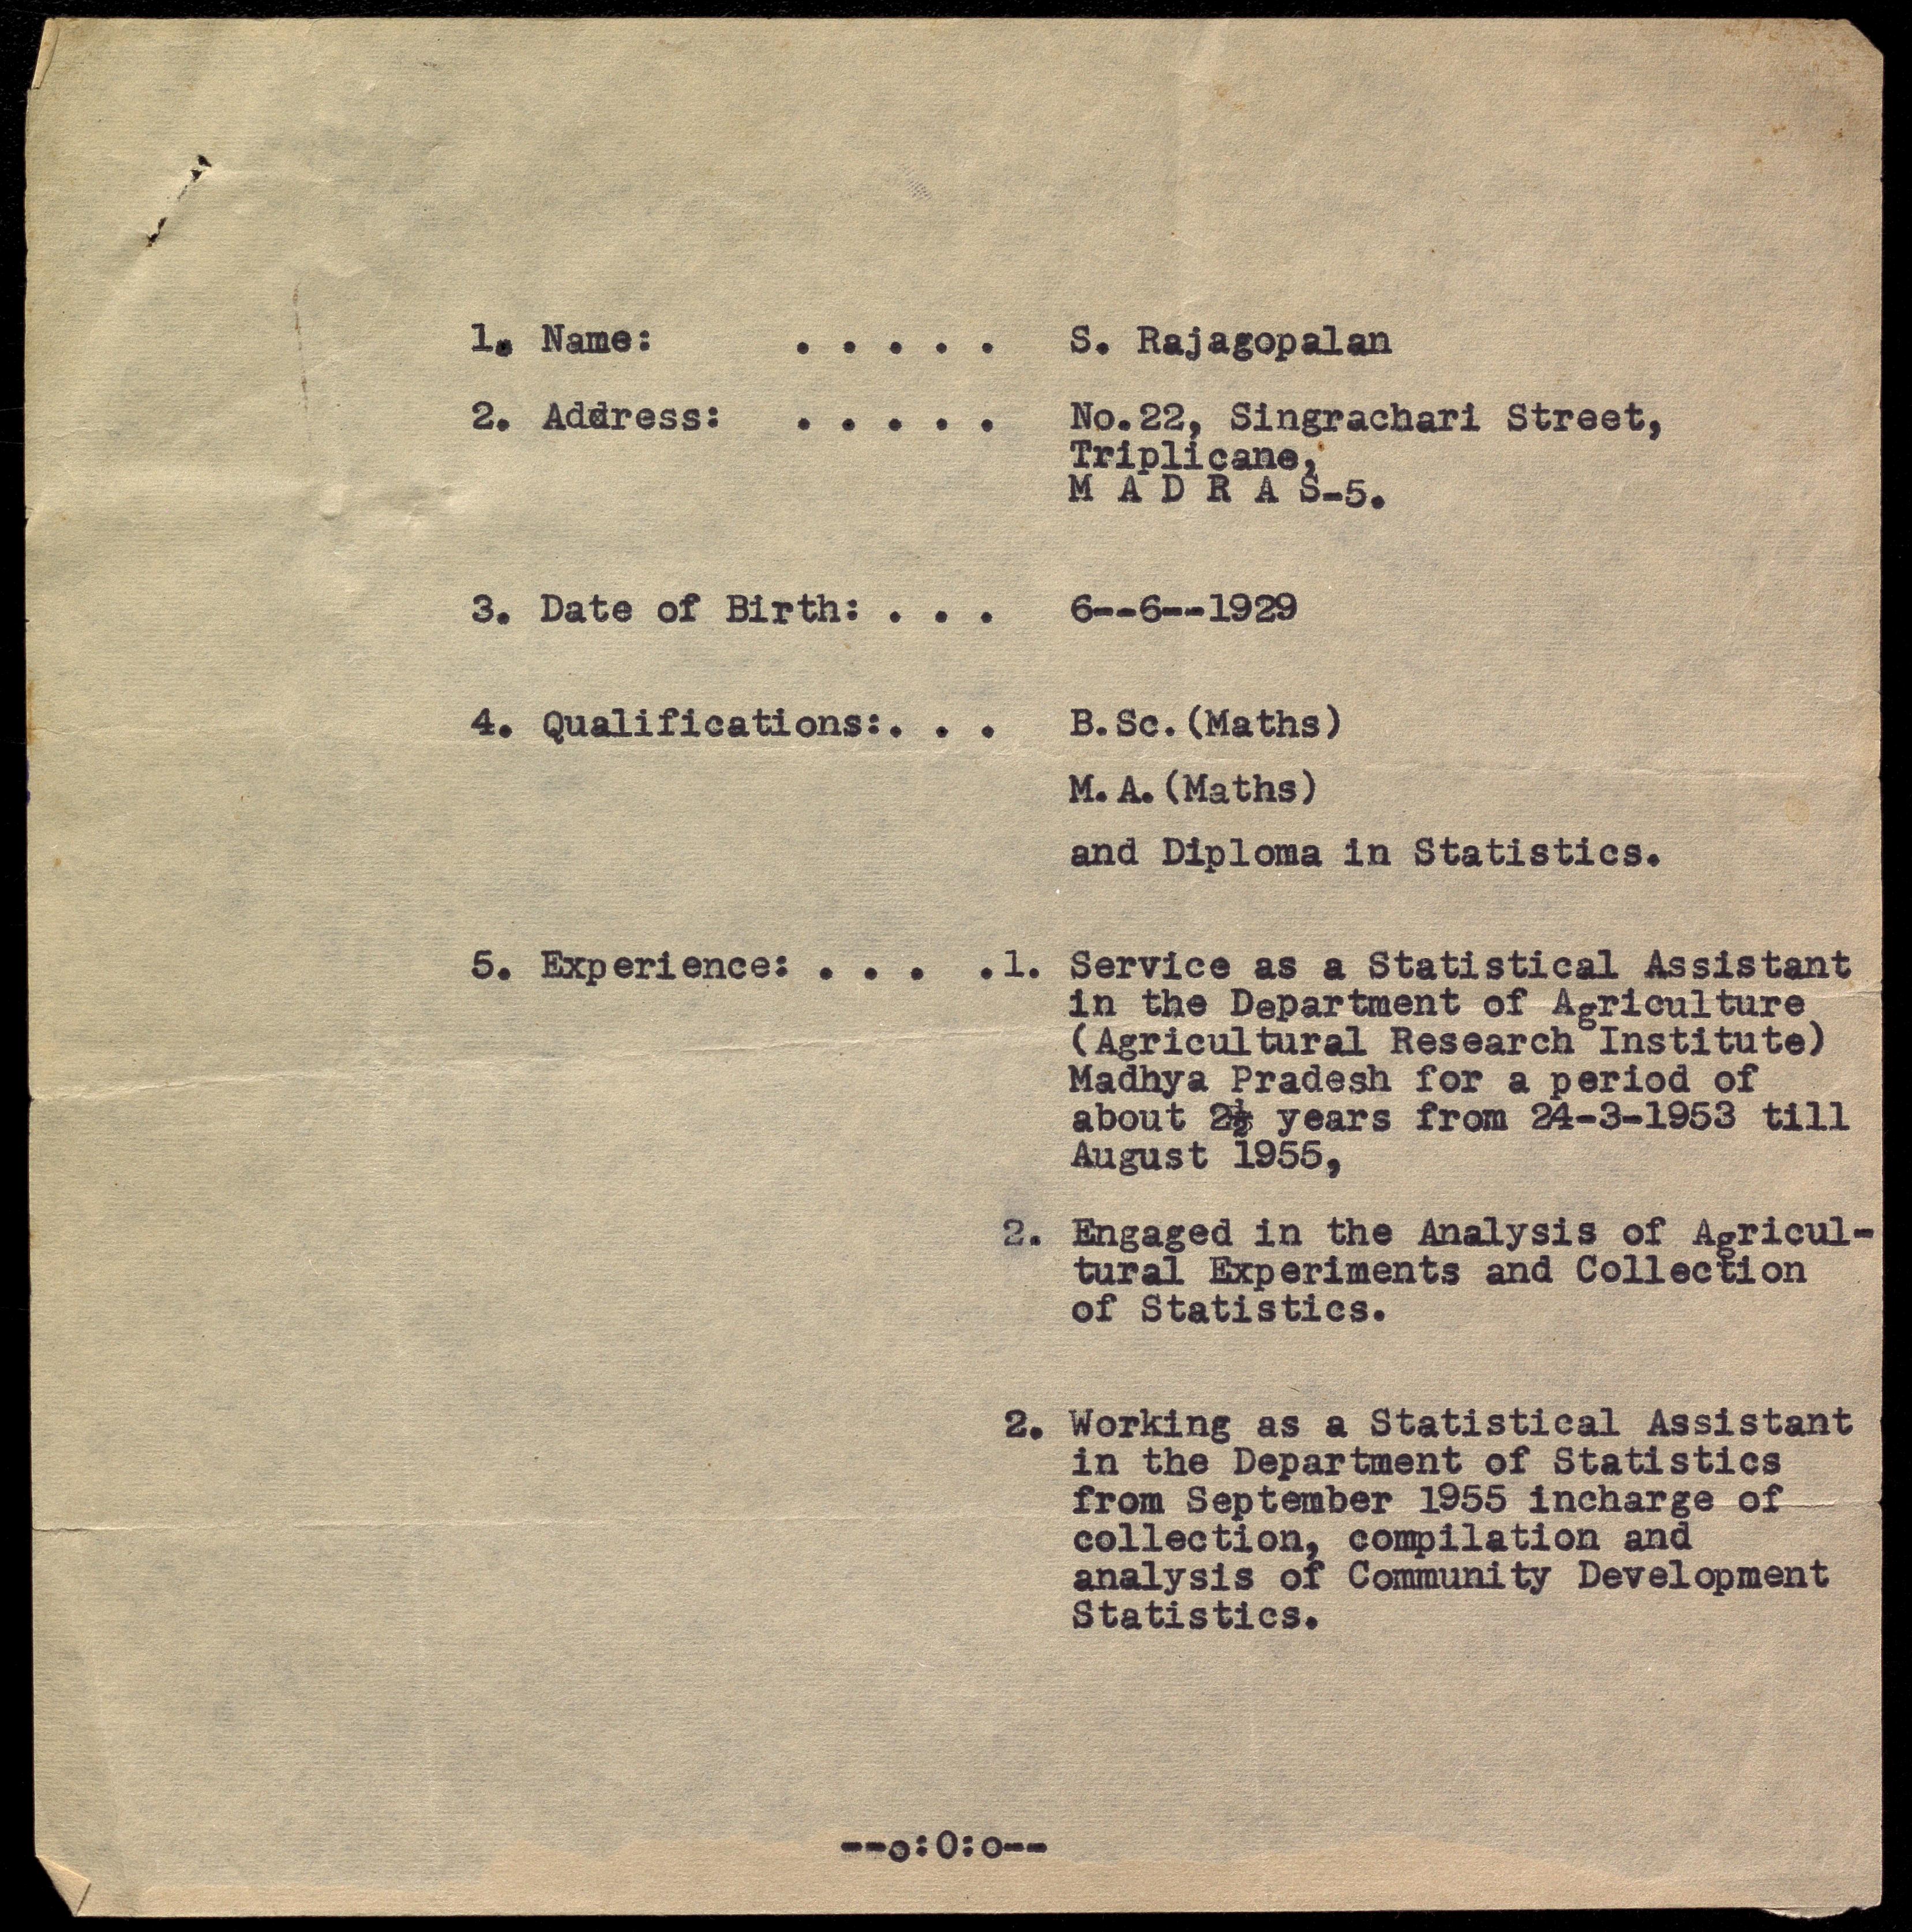 1. Name: . . . . . S. Rajagopalan
2. Address: . . . . . No.22, Singrachari Street,
Triplicane,
M A D R A S-5.
3. Date of Birth: . . . 6--6--1929
4. Qualifications:. . . B.Sc.(Maths)
M.A.(Maths)
and Diploma in Statistics.
5. Experience: . . . .1. Service as a Statistical Assistant
in the Department of Agriculture
(Agricultural Research Institute)
Madhya Pradesh for a period of
about 2½ years from 24-3-1953 till
August 1955,
2. Engaged in the Analysis of Agricul-
tural Experiments and Collection
of Statistics.
2. Working as a Statistical Assistant
in the Department of Statistics
from September 1955 incharge of
collection, compilation and
analysis of Community Development
Statistics.
--o:O:o--